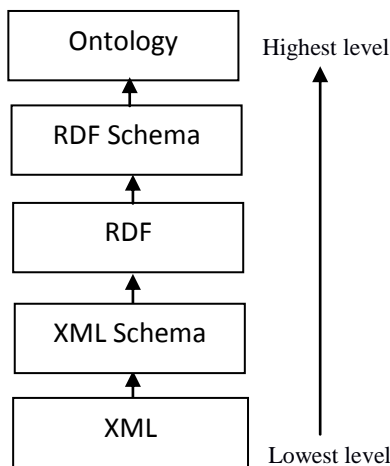 Ontology
Highest level
RDF Schema
RDF
XML Schema
XML
Lowest level